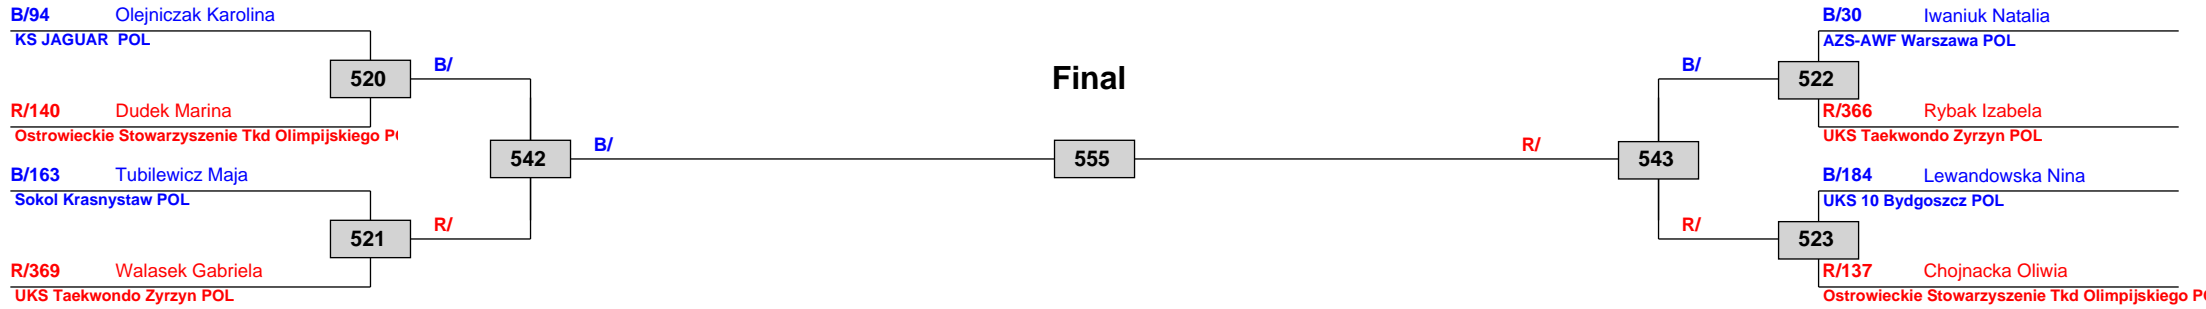 B/94 Olejniczak Karolina
KS JAGUAR POL
520
B/
R/140 Dudek Marina
Ostrowieckie Stowarzyszenie Tkd Olimpijskiego
B/163 Tubilewicz Maja
Sokol Krasnystaw POL
521
R/
R/369 Walasek Gabriela
UKS Taekwondo Zyrzyn POL
542
B/
Final
555
R/
543
B/
R/
B/30 Iwaniuk Natalia
AZS-AWF Warszawa POL
522
R/366 Rybak Izabela
UKS Taekwondo Zyrzyn POL
B/184 Lewandowska Nina
UKS 10 Bydgoszcz POL
523
R/137 Chojnacka Oliwia
Ostrowieckie Stowarzyszenie Tkd Olimpijskiego